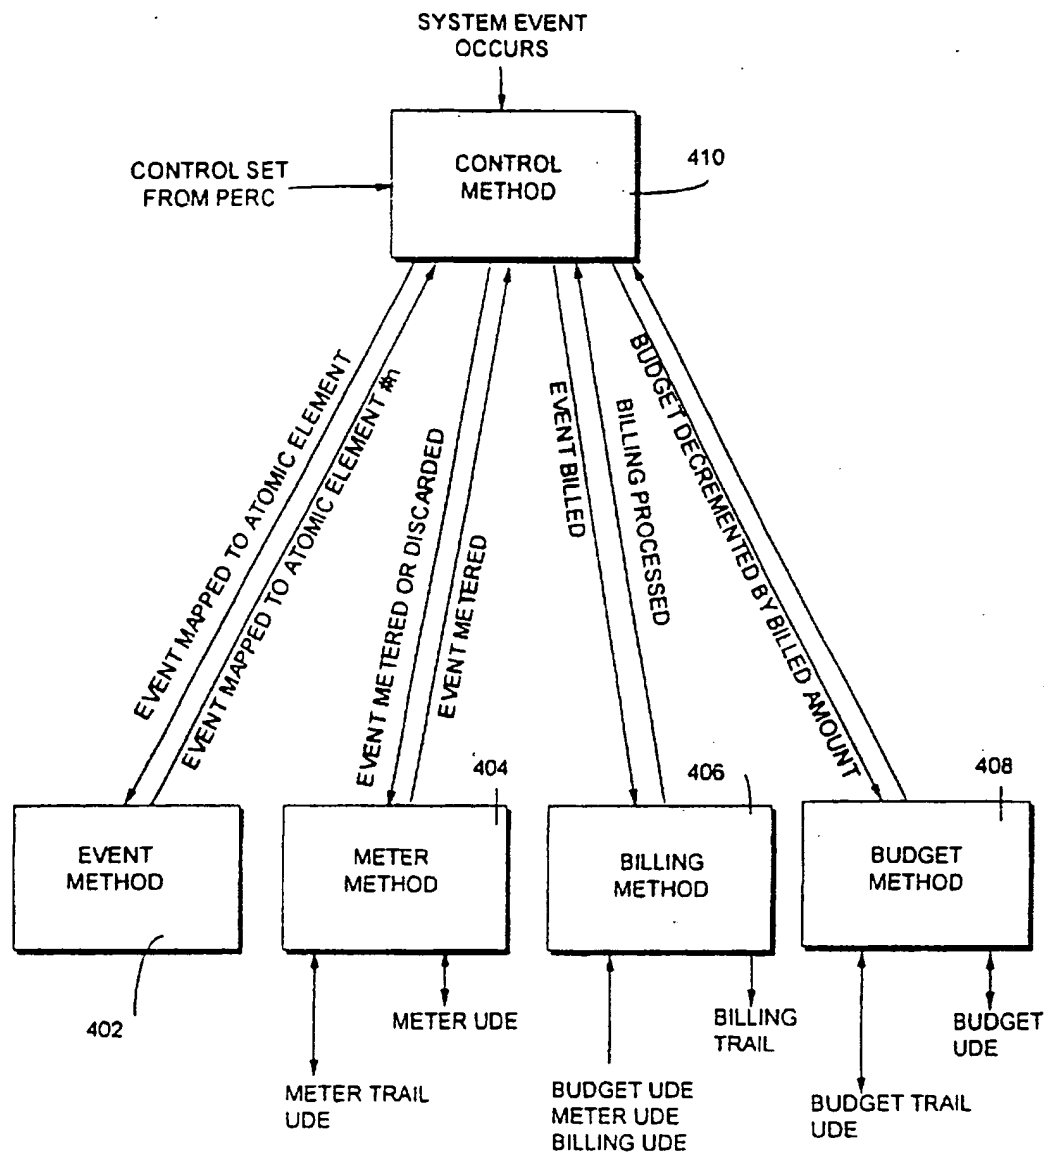 SYSTEM EVENT
OCCURS
CONTROL
METHOD
410
CONTROL SET
FROM PERC
EVENT MAPPED TO ATOMIC ELEMENT
EVENT MAPPED TO ATOMIC ELEMENT #n
EVENT METERED OR DISCARDED
EVENT METERED
EVENT BILLED
BILLING PROCESSED
BUDGET DECREMENTED BY BILLED AMOUNT
404
406
408
EVENT
METHOD
METER
METHOD
BILLING
METHOD
BUDGET
METHOD
402
METER UDE
METER TRAIL
UDE
BILLING
TRAIL
BUDGET UDE
METER UDE
BILLING UDE
BUDGET
UDE
BUDGET TRAIL
UDE